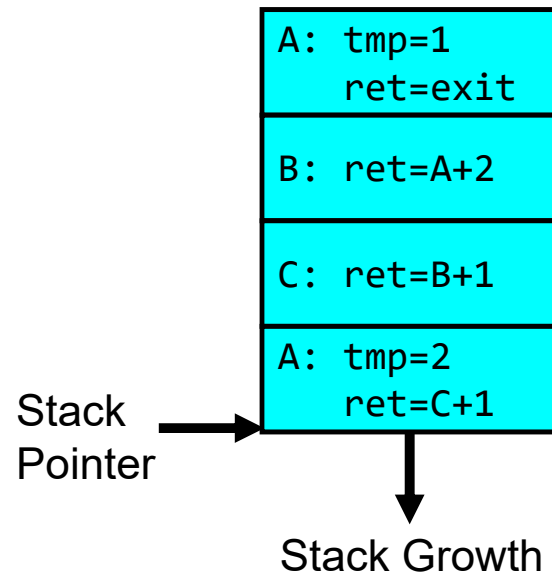 A: tmp=1
ret=exit
B: ret=A+2
C: ret=B+1
A: tmp=2
ret=C+1
Stack
Pointer
Stack Growth